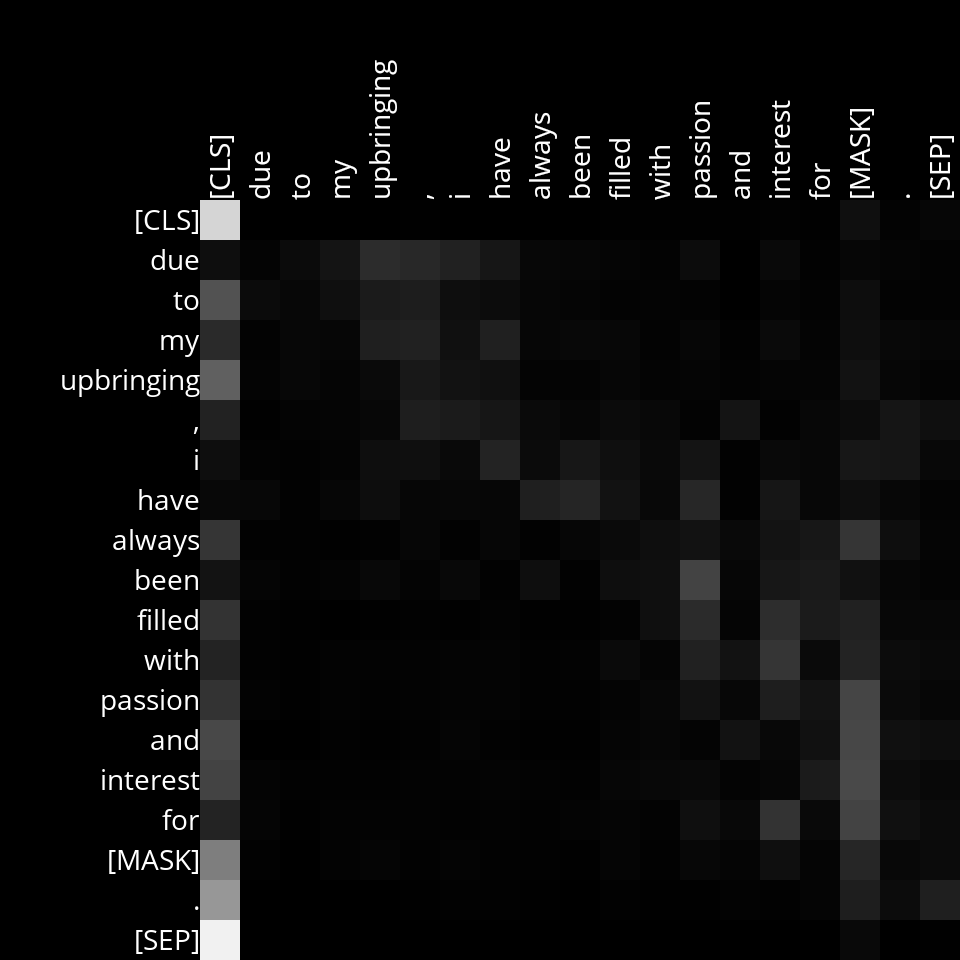 [CLS] due to my upbringing , i have always been filled with passion and interest for [MASK] . [SEP]
[CLS]
due
to
my
upbringing
,
i
have
always
been
filled
with
passion
and
interest
for
[MASK]
.
[SEP]